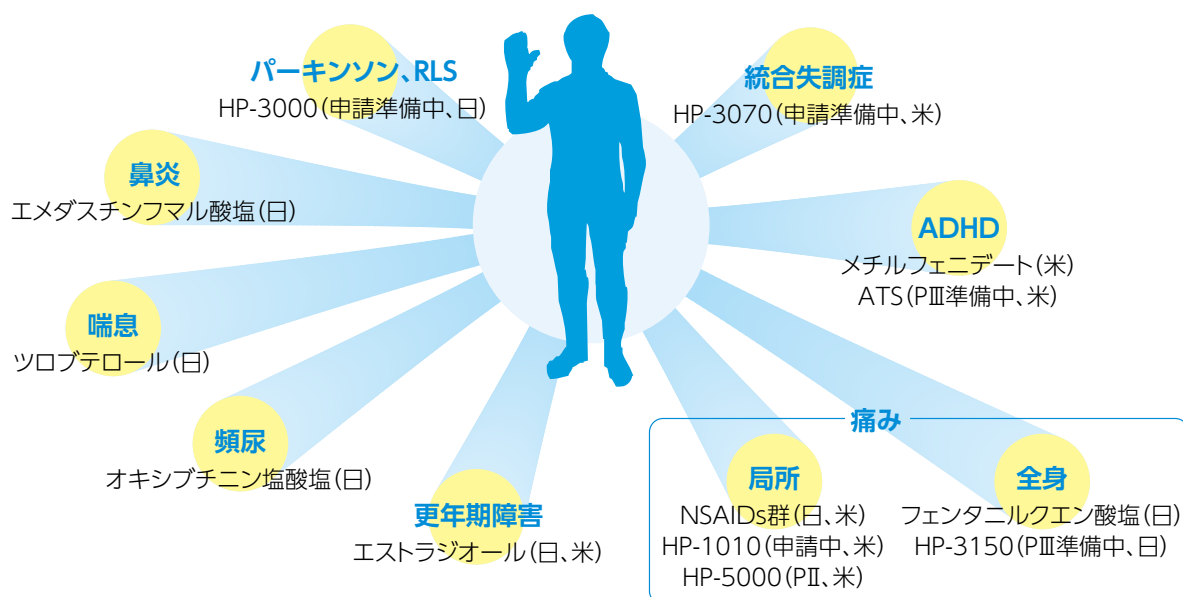 パーキンソン、RLS
HP-3000(申請準備中、日)
統合失調症
HP-3070(申請準備中、米)
鼻炎
エメダスチンフマル酸塩(日)
ADHD
メチルフェニデート(米)
ATS(PⅢ準備中、米)
喘息
ツロブテロール(日)
頻尿
オキシブチニン塩酸塩(日)
更年期障害
エストラジオール(日、米)
痛み
局所
NSAIDs群(日、米)
HP-1010(申請中、米)
HP-5000(PⅡ、米)
全身
フェンタニルクエン酸塩(日)
HP-3150(PⅢ準備中、日)